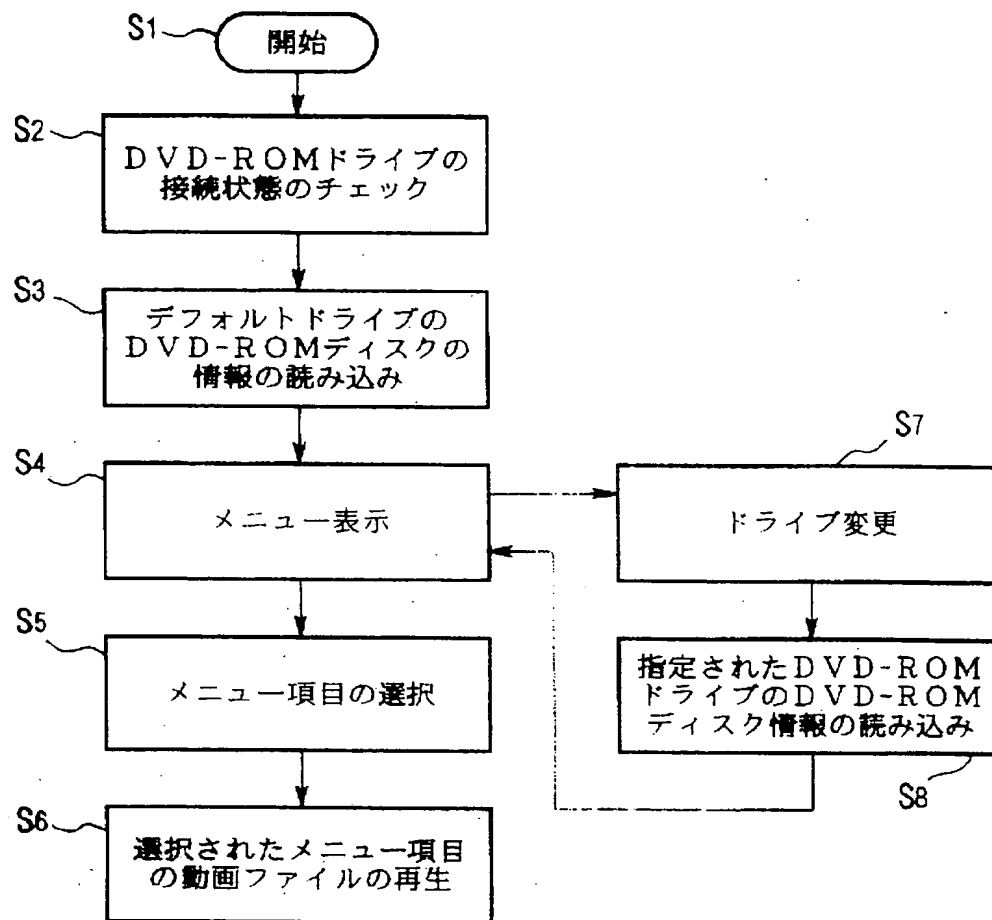 S1
開始
S2
DVD-ROMドライブの
接続状態のチェック
S3
デフォルトドライブの
DVD-ROMディスクの
情報の読み込み
S4
メニュー表示
S7
ドライブ変更
S5
メニュー項目の選択
指定されたDVD-ROM
ドライブのDVD-ROM
ディスク情報の読み込み
S8
S6
選択されたメニュー項目
の動画ファイルの再生